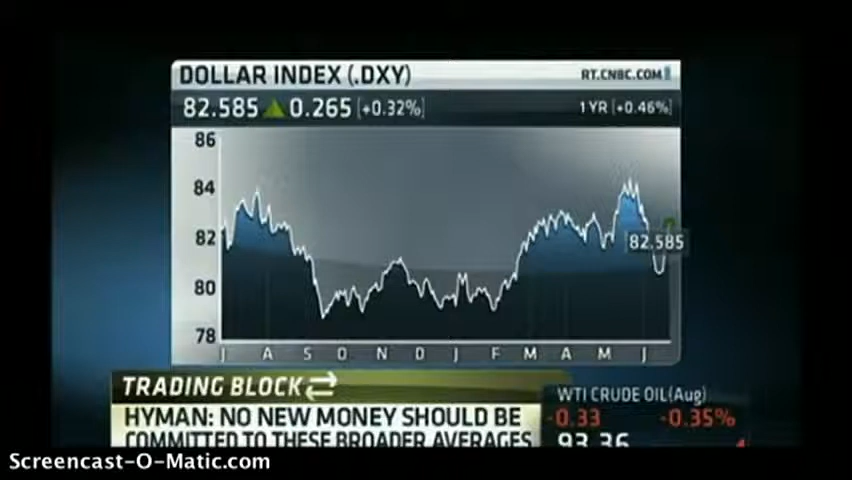 DOLLAR INDEX (.DXY)
RT.CNBC.COM
82.585 ▲ 0.265 [+0.32%]
1 YR [+0.46%]
86
84
82
80
78
82.585
J A S O N D J F M A M J
TRADING BLOCK
HYMAN: NO NEW MONEY SHOULD BE
COMMITTED TO THESE BROADER AVERAGES
WTI CRUDE OIL(Aug)
-0.33 -0.35%
93.36
Screencast-O-Matic.com